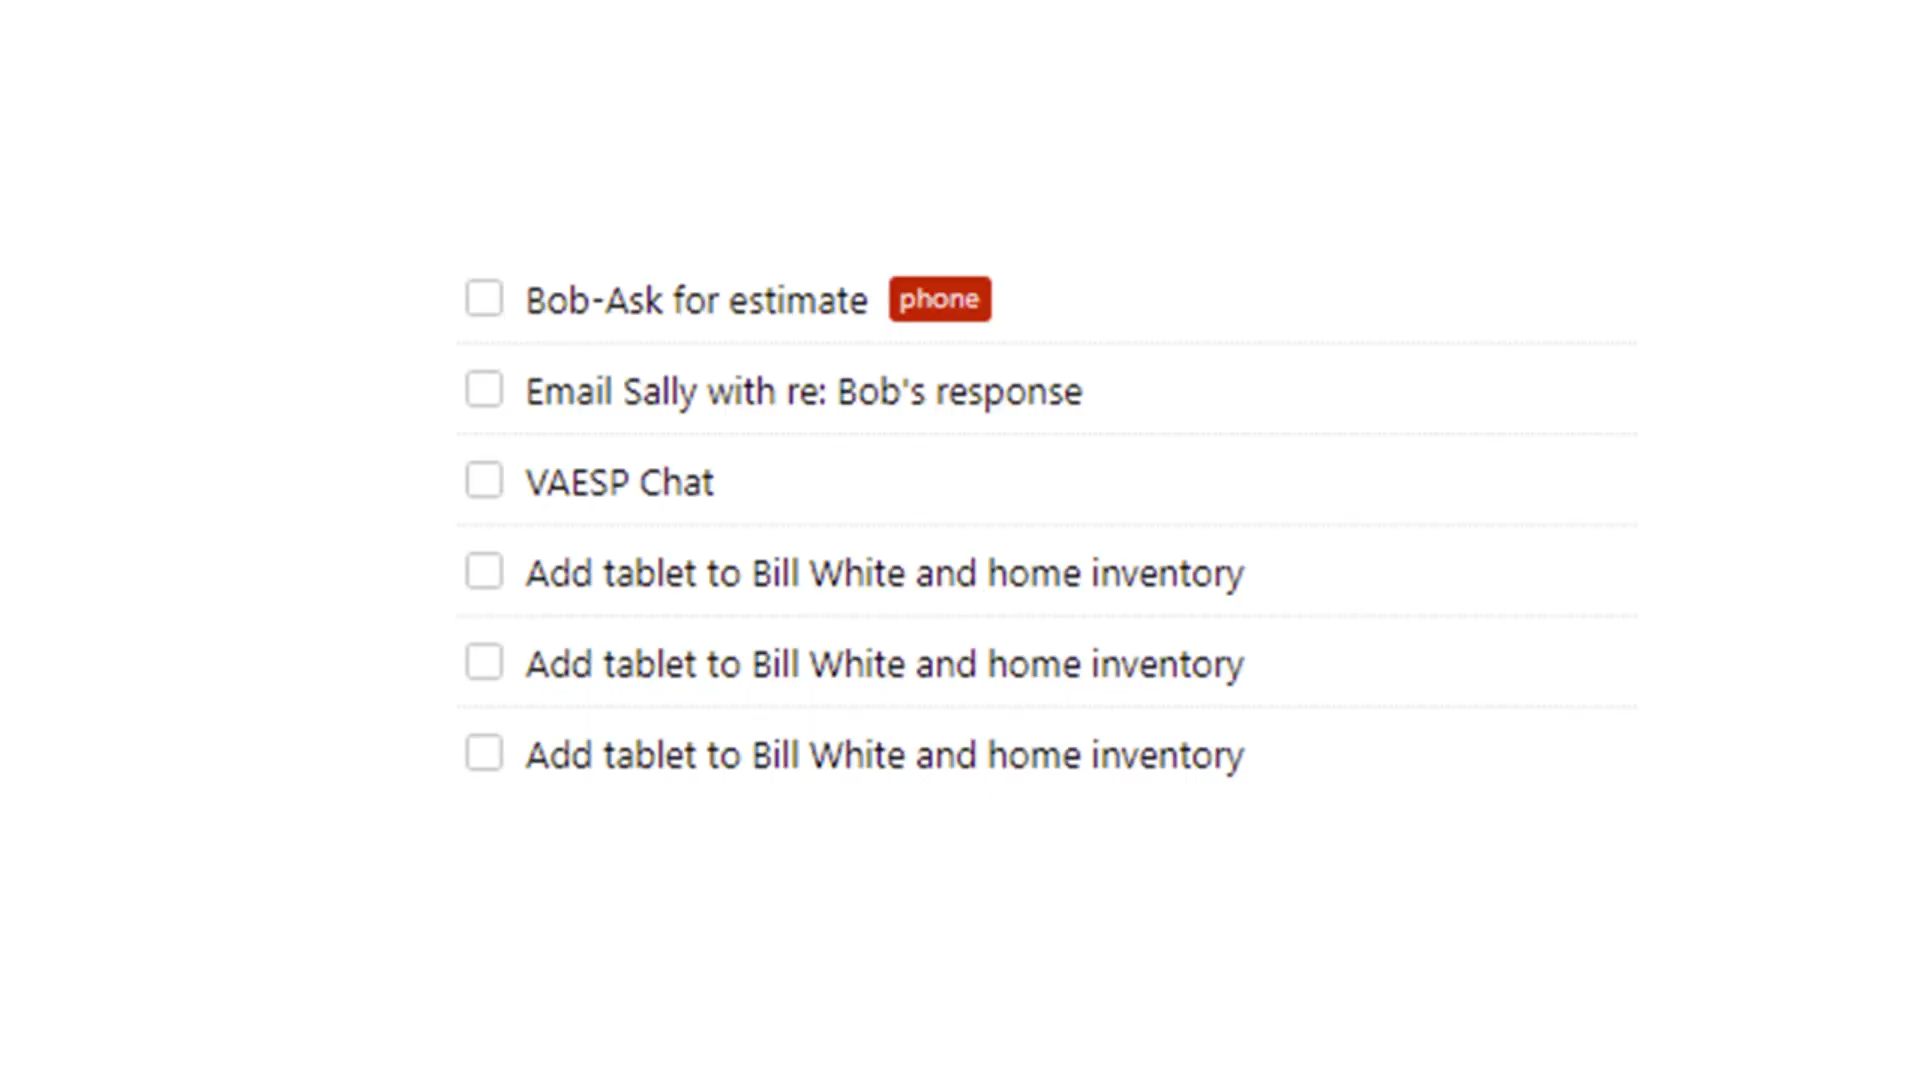 Bob-Ask for estimate phone
Email Sally with re: Bob's response
VAESP Chat
Add tablet to Bill White and home inventory
Add tablet to Bill White and home inventory
Add tablet to Bill White and home inventory